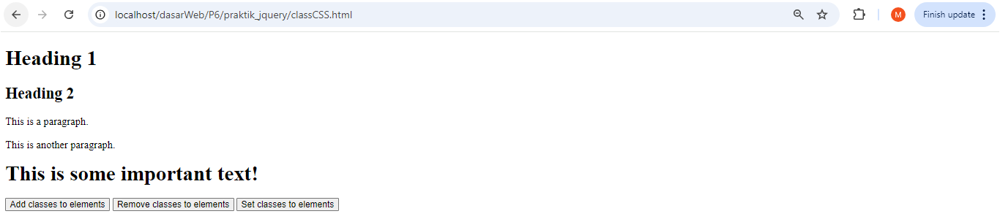 localhost/dasarWeb/P6/praktik_jquery/classCSS.html
M
Finish update
Heading 1
Heading 2
This is a paragraph.
This is another paragraph.
This is some important text!
Add classes to elements Remove classes to elements Set classes to elements